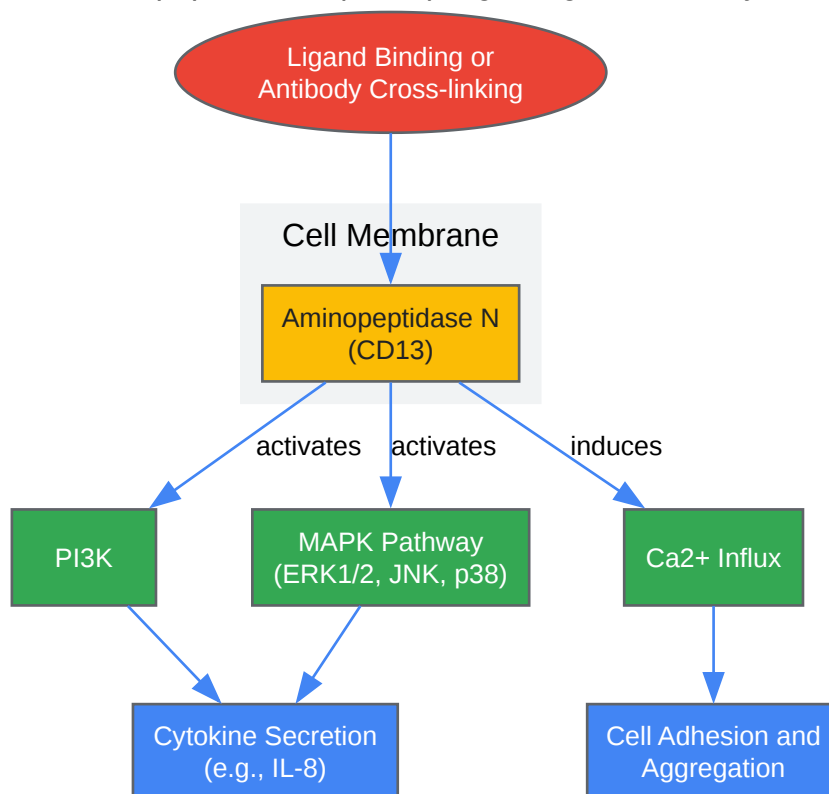 Ligand Binding or
Antibody Cross-linking
Cell Membrane
Aminopeptidase N
(CD13)
activates
activates
induces
PI3K
MAPK Pathway
(ERK1/2, JNK, p38)
Ca2+ Influx
Cytokine Secretion
(e.g., IL-8)
Cell Adhesion and
Aggregation